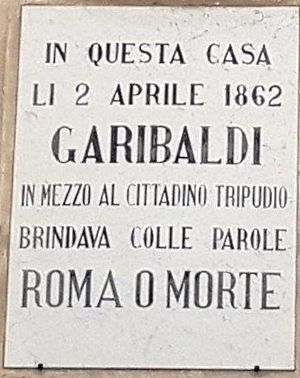 IN QUESTA CASA
LI 2 APRILE 1862
GARIBALDI
IN MEZZO AL CITTADINO TRIPUDIO
BRINDAVA COLLE PAROLE
ROMA O MORTE